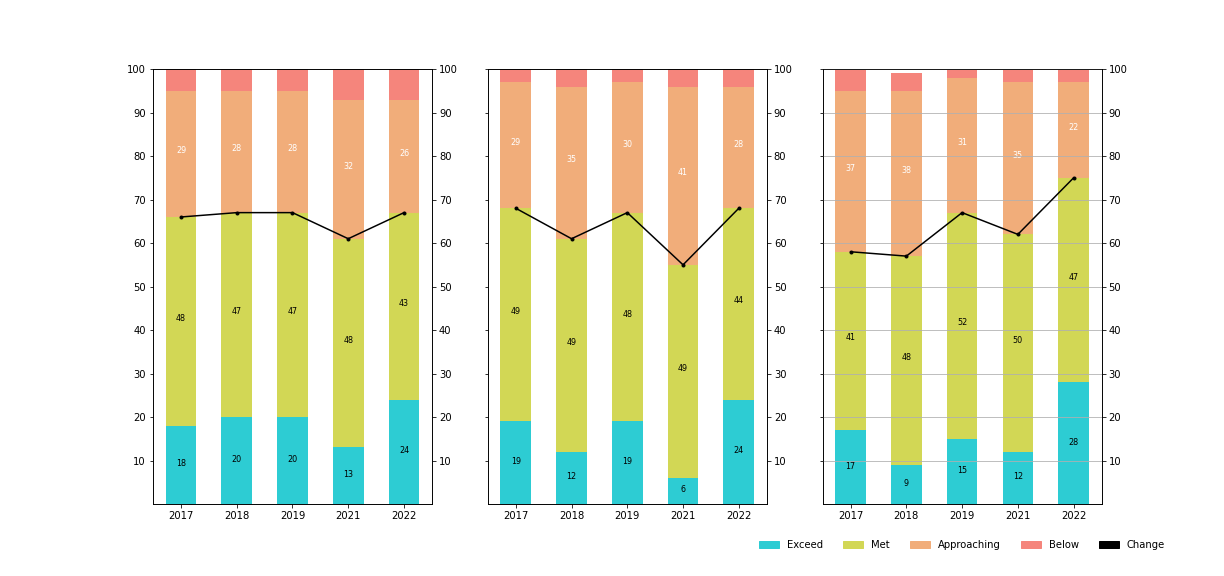 100 100 100 100
90 90 90 90
80 80 80 80
70 70 70 70
60 60 60 60
50 50 50 50
40 40 40 40
30 30 30 30
20 20 20 20
10 10 10 10
29 28 28 32 26
48 47 47 48 43
18 20 20 13 24
29 35 30 41 28
49 49 48 49 44
19 12 19 6 24
37 38 31 35 22
41 48 52 50 47
17 9 15 12 28
2017 2018 2019 2021 2022 2017 2018 2019 2021 2022 2017 2018 2019 2021 2022
Exceed Met Approaching Below Change